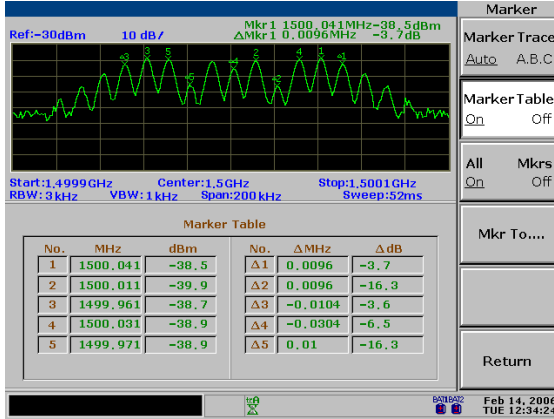 Marker
Mkr1 1500.041MHz-38.5dBm
Ref:-30dBm 10 dB/ ΔMkr1 0.0096MHz -3.7dB
Marker Trace
Auto A.B.C
Marker Table
On Off
All Mkrs
On Off
Mkr To....
Return
Start:1.4999GHz Center:1.5GHz Stop:1.5001GHz
RBW:3kHz VBW:1kHz Span:200kHz Sweep:52ms
Marker Table
No. MHz dBm No. ΔMHz ΔdB
1 1500.041 -38.5 Δ1 0.0096 -3.7
2 1500.011 -39.9 Δ2 0.0096 -16.3
3 1499.961 -38.7 Δ3 -0.0104 -3.6
4 1500.031 -38.9 Δ4 -0.0304 -6.5
5 1499.971 -38.9 Δ5 0.01 -16.3
BAT1 BAT2
Feb 14, 2006
TUE 12:34:24